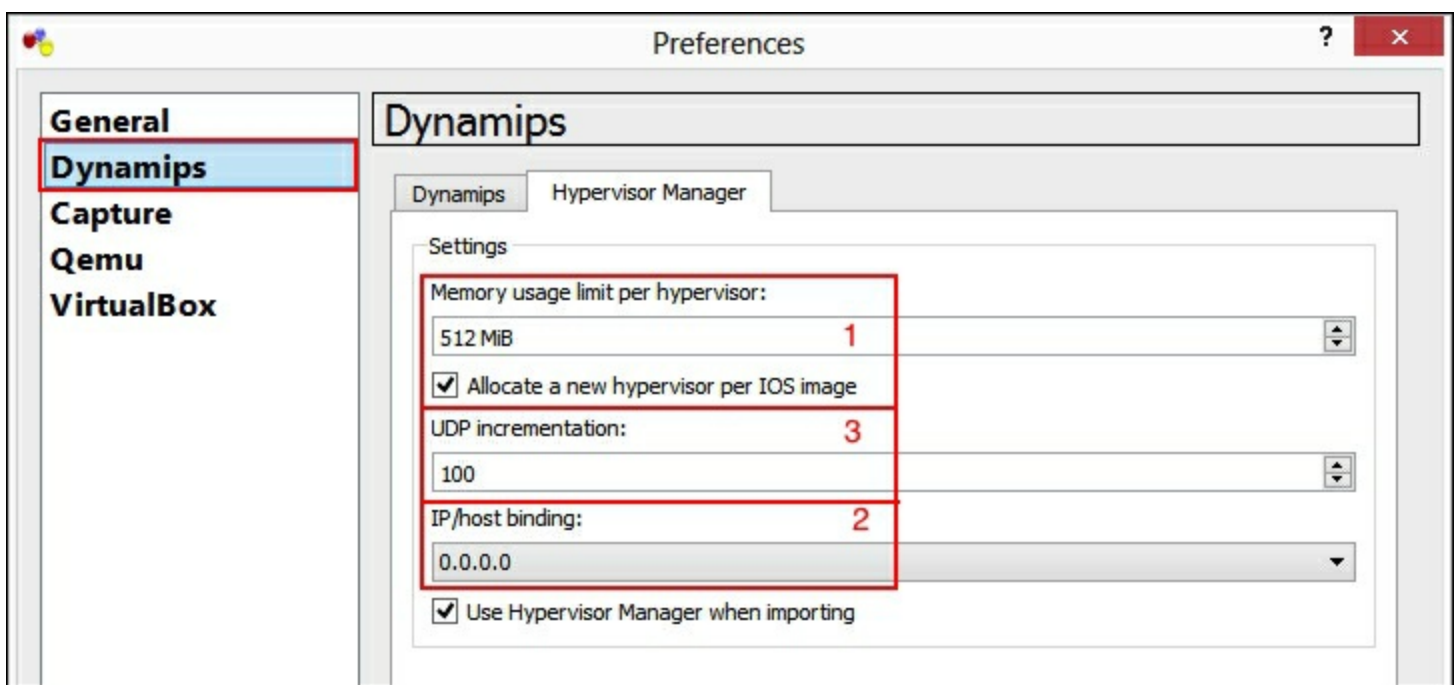 Preferences
?
×
General
Dynamips
Capture
Qemu
VirtualBox
Dynamips
Dynamips
Hypervisor Manager
Settings
Memory usage limit per hypervisor:
512 MiB
1
Allocate a new hypervisor per IOS image
UDP incrementation:
3
100
IP/host binding:
2
0.0.0.0
Use Hypervisor Manager when importing